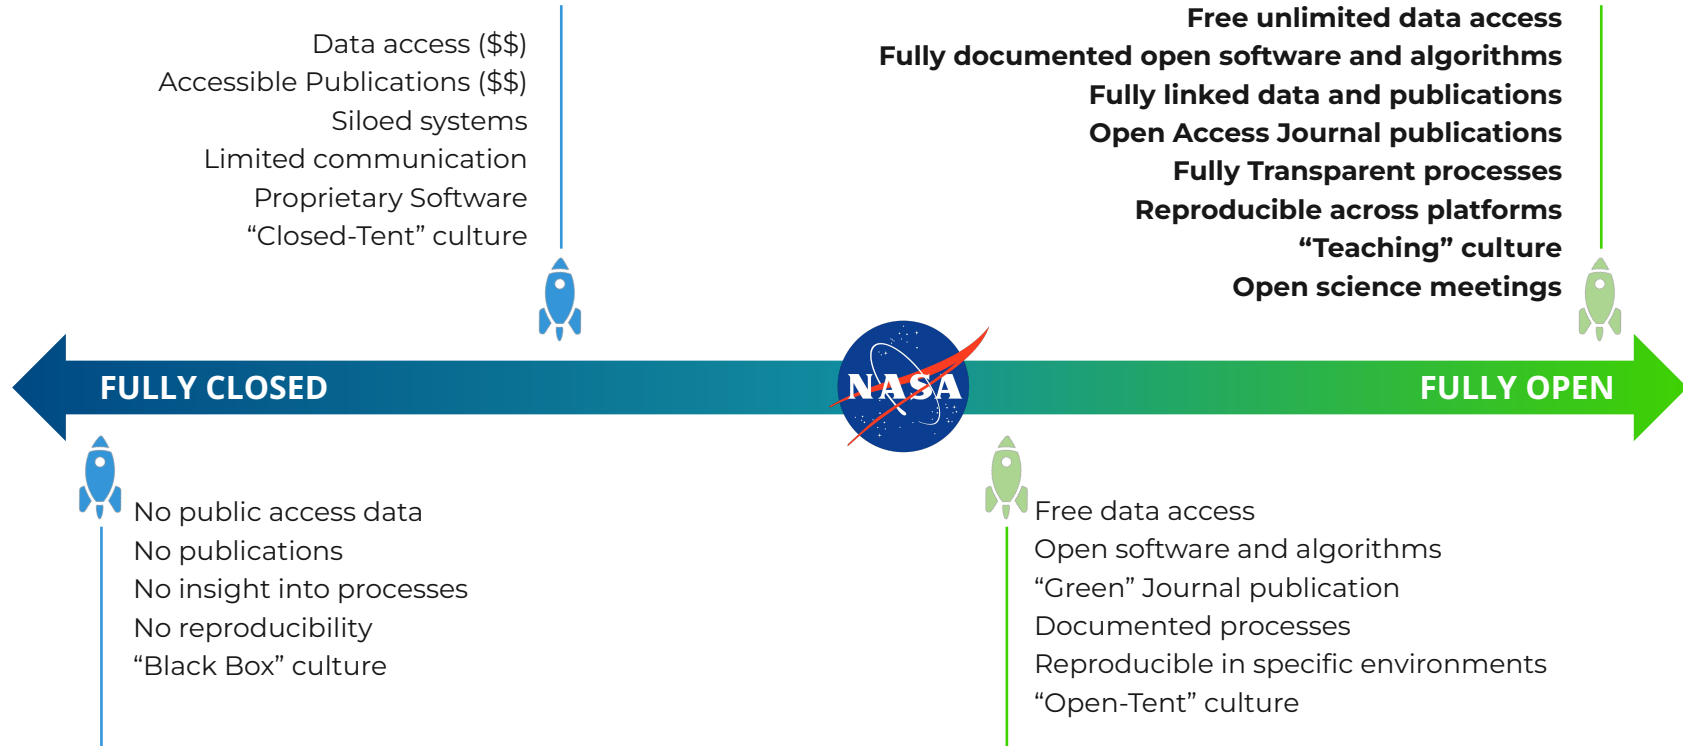 Data access ($$)
Accessible Publications ($$)
Siloed systems
Limited communication
Proprietary Software
“Closed-Tent” culture
Free unlimited data access
Fully documented open software and algorithms
Fully linked data and publications
Open Access Journal publications
Fully Transparent processes
Reproducible across platforms
“Teaching” culture
Open science meetings
FULLY CLOSED
NASA
FULLY OPEN
No public access data
No publications
No insight into processes
No reproducibility
“Black Box” culture
Free data access
Open software and algorithms
“Green” Journal publication
Documented processes
Reproducible in specific environments
“Open-Tent” culture